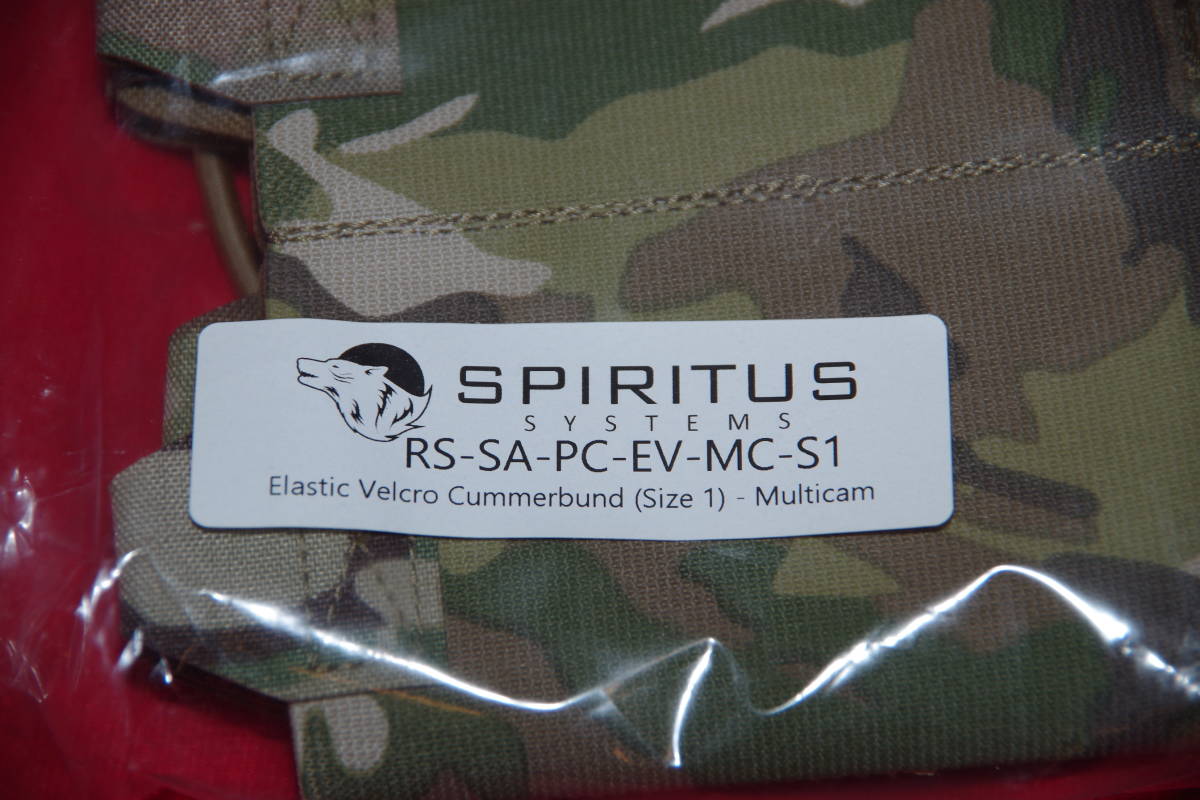 SPIRITUS
SYSTEMS
RS-SA-PC-EV-MC-S1
Elastic Velcro Cummerbund (Size 1) - Multicam